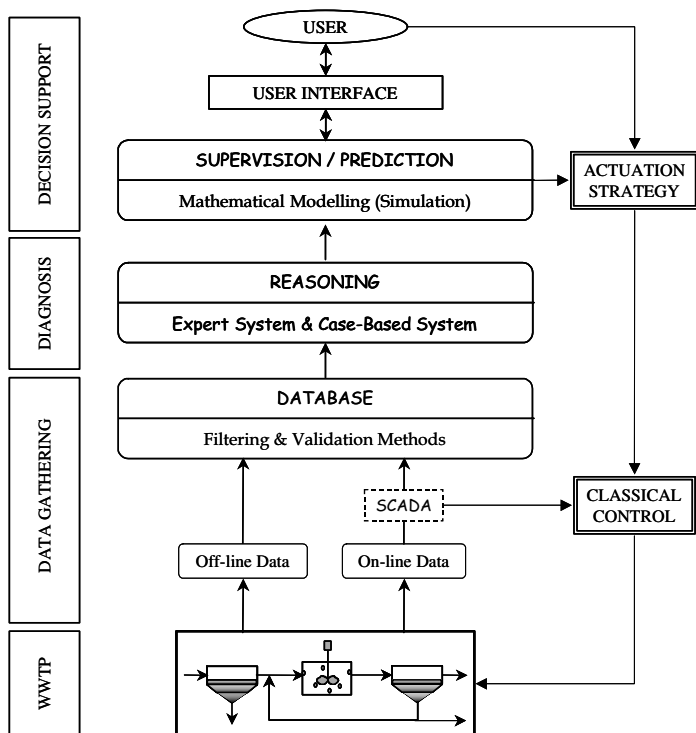 USER
USER INTERFACE
DECISION SUPPORT
SUPERVISION / PREDICTION
Mathematical Modelling (Simulation)
ACTUATION
STRATEGY
DIAGNOSIS
REASONING
Expert System & Case-Based System
DATA GATHERING
DATABASE
Filtering & Validation Methods
SCADA
CLASSICAL
CONTROL
Off-line Data
On-line Data
WWTP